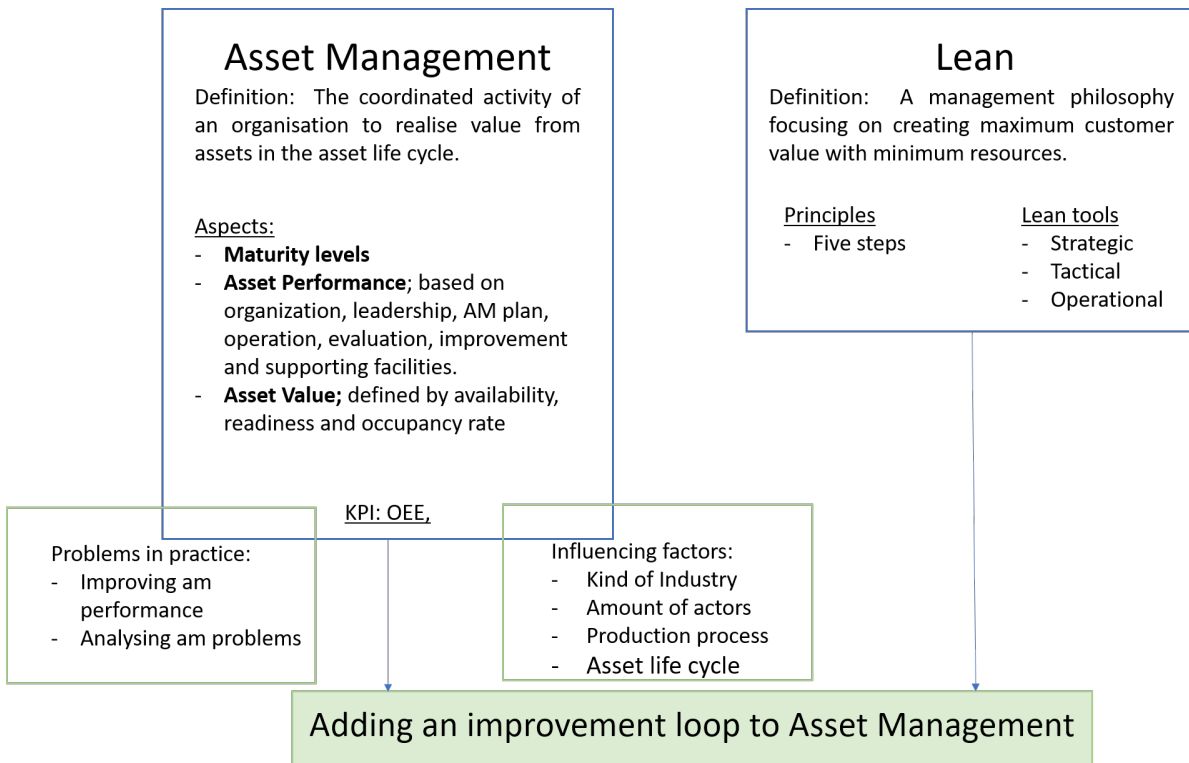 Asset Management
Definition: The coordinated activity of
an organisation to realise value from
assets in the asset life cycle.
Aspects:
- Maturity levels
- Asset Performance; based on
organization, leadership, AM plan,
operation, evaluation, improvement
and supporting facilities.
- Asset Value; defined by availability,
readiness and occupancy rate
KPI: OEE,
Lean
Definition: A management philosophy
focusing on creating maximum customer
value with minimum resources.
Principles
- Five steps
Lean tools
- Strategic
- Tactical
- Operational
Problems in practice:
- Improving am
performance
- Analysing am problems
Influencing factors:
- Kind of Industry
- Amount of actors
- Production process
- Asset life cycle
Adding an improvement loop to Asset Management